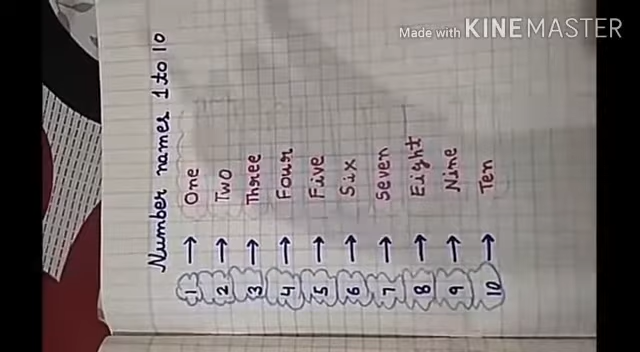 Made with KINEMASTER
Number names 1 to 10
1 → One
2 → Two
3 → Three
4 → Four
5 → Five
6 → Six
7 → Seven
8 → Eight
9 → Nine
10 → Ten